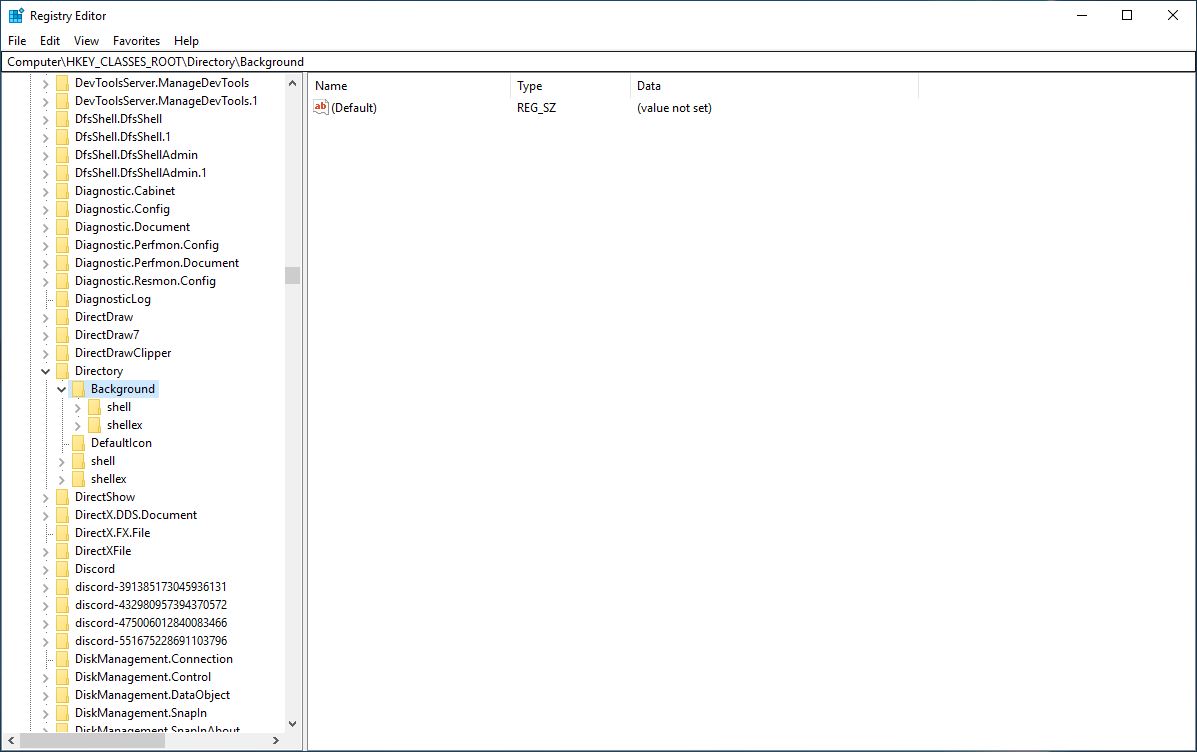 Registry Editor
File Edit View Favorites Help
Computer\HKEY_CLASSES_ROOT\Directory\Background
DevToolsServer.ManageDevTools
DevToolsServer.ManageDevTools.1
DfsShell.DfsShell
DfsShell.DfsShell.1
DfsShell.DfsShellAdmin
DfsShell.DfsShellAdmin.1
Diagnostic.Cabinet
Diagnostic.Config
Diagnostic.Document
Diagnostic.Perfmon.Config
Diagnostic.Perfmon.Document
Diagnostic.Resmon.Config
DiagnosticLog
DirectDraw
DirectDraw7
DirectDrawClipper
Directory
Background
shell
shellex
DefaultIcon
shell
shellex
DirectShow
DirectX.DDS.Document
DirectX.FX.File
DirectXFile
Discord
discord-391385173045936131
discord-432980957394370572
discord-475006012840083466
discord-551675228691103796
DiskManagement.Connection
DiskManagement.Control
DiskManagement.DataObject
DiskManagement.SnapIn
DiskManagement.SnapInAbout
Name Type Data
ab (Default) REG_SZ (value not set)